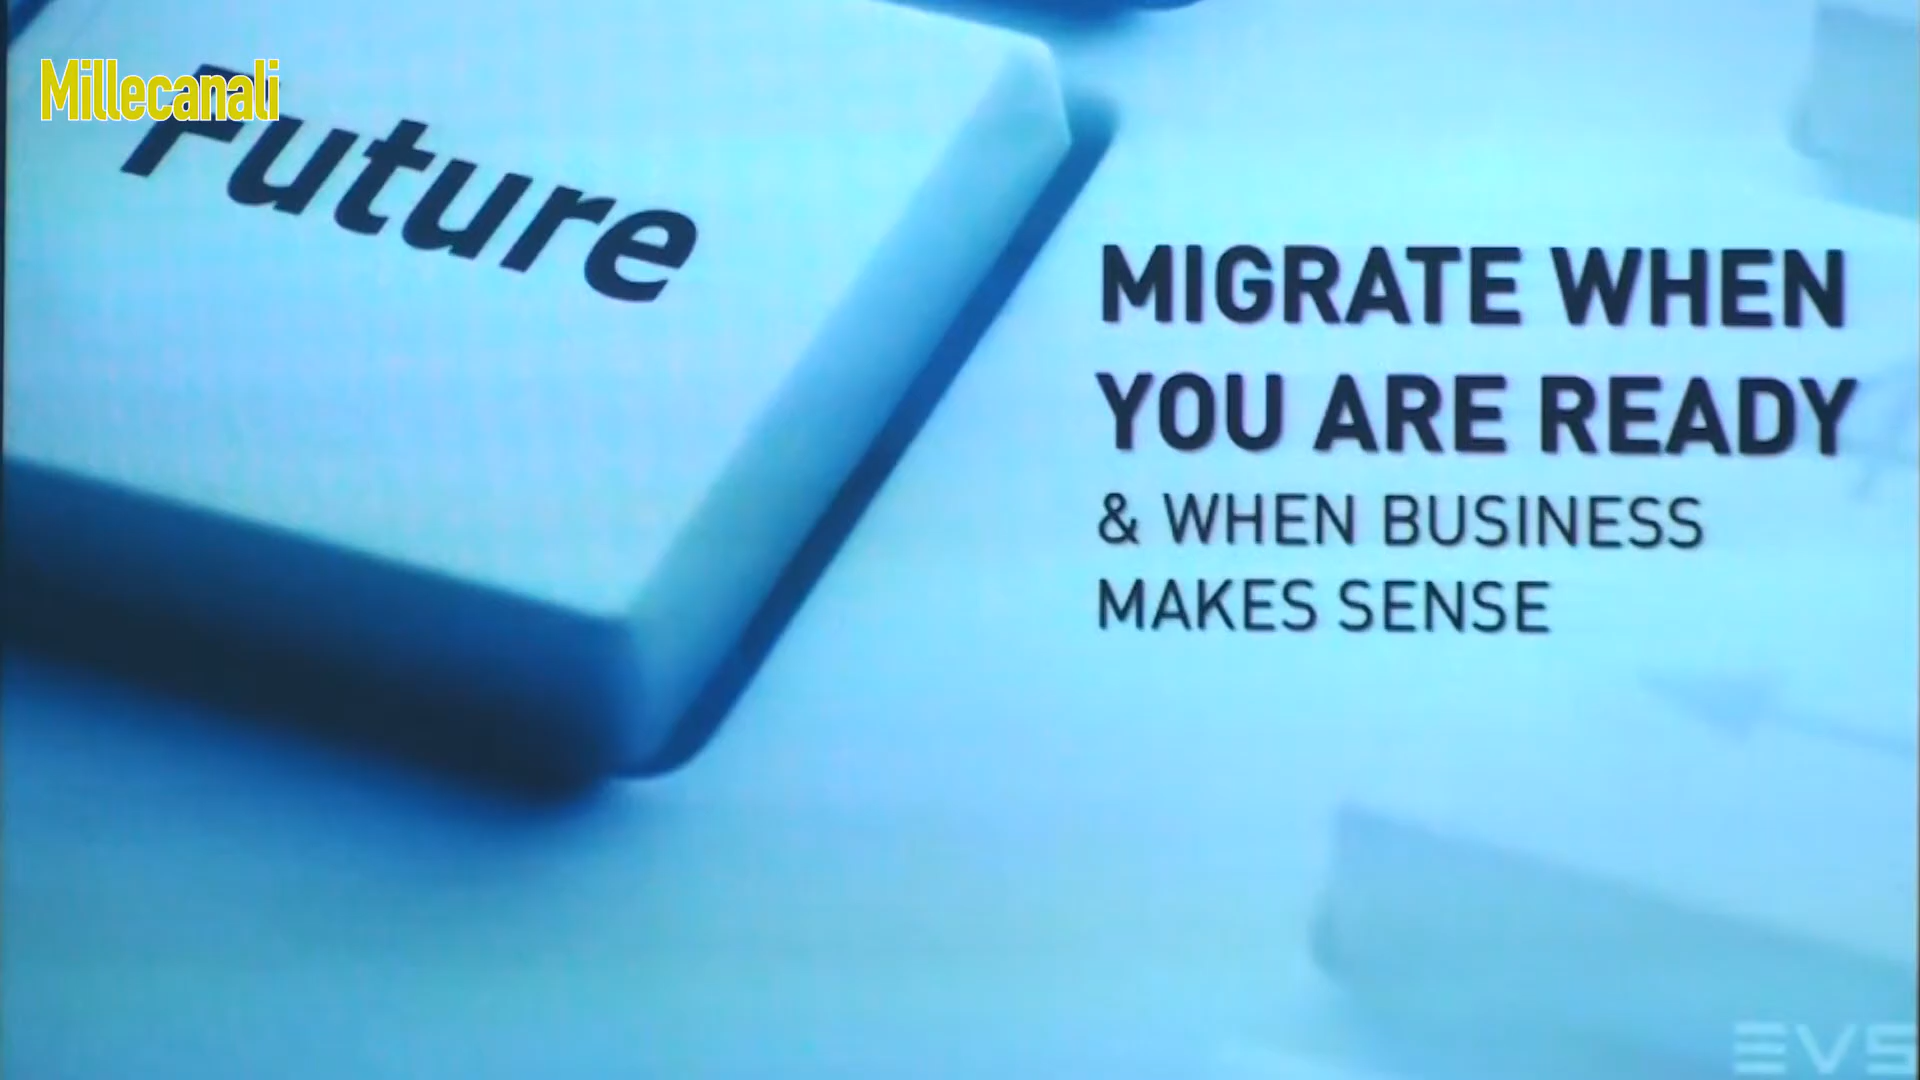 Millecanali
Future
MIGRATE WHEN
YOU ARE READY
& WHEN BUSINESS
MAKES SENSE
EVS